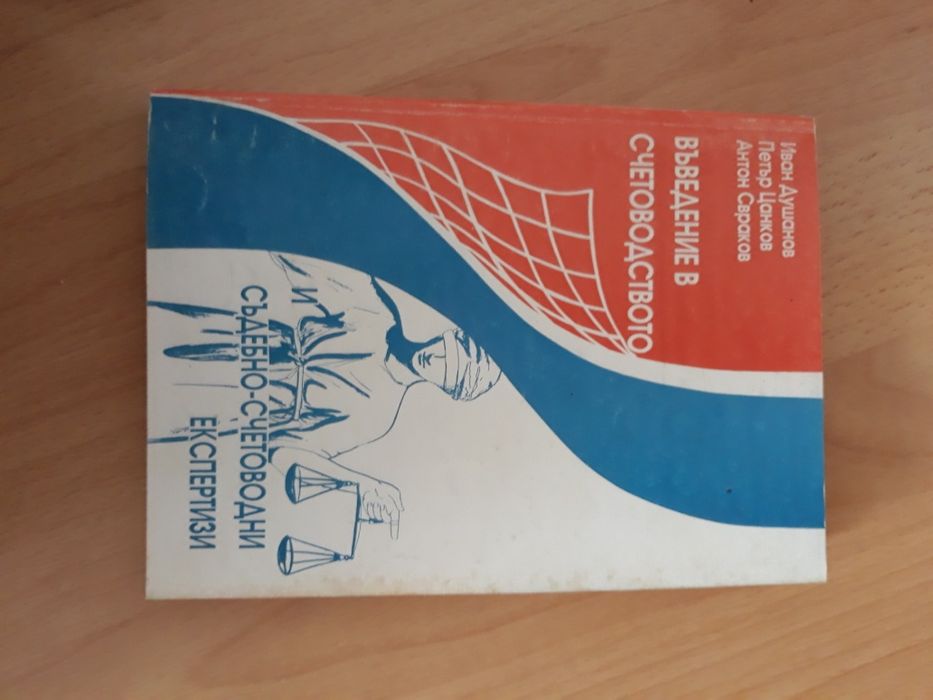 Иван Душанов
Петър Цанков
Антон Свраков
ВЪВЕДЕНИЕ В
СЧЕТОВОДСТВОТО
И
СЪДЕБНО-СЧЕТОВОДНИ
ЕКСПЕРТИЗИ